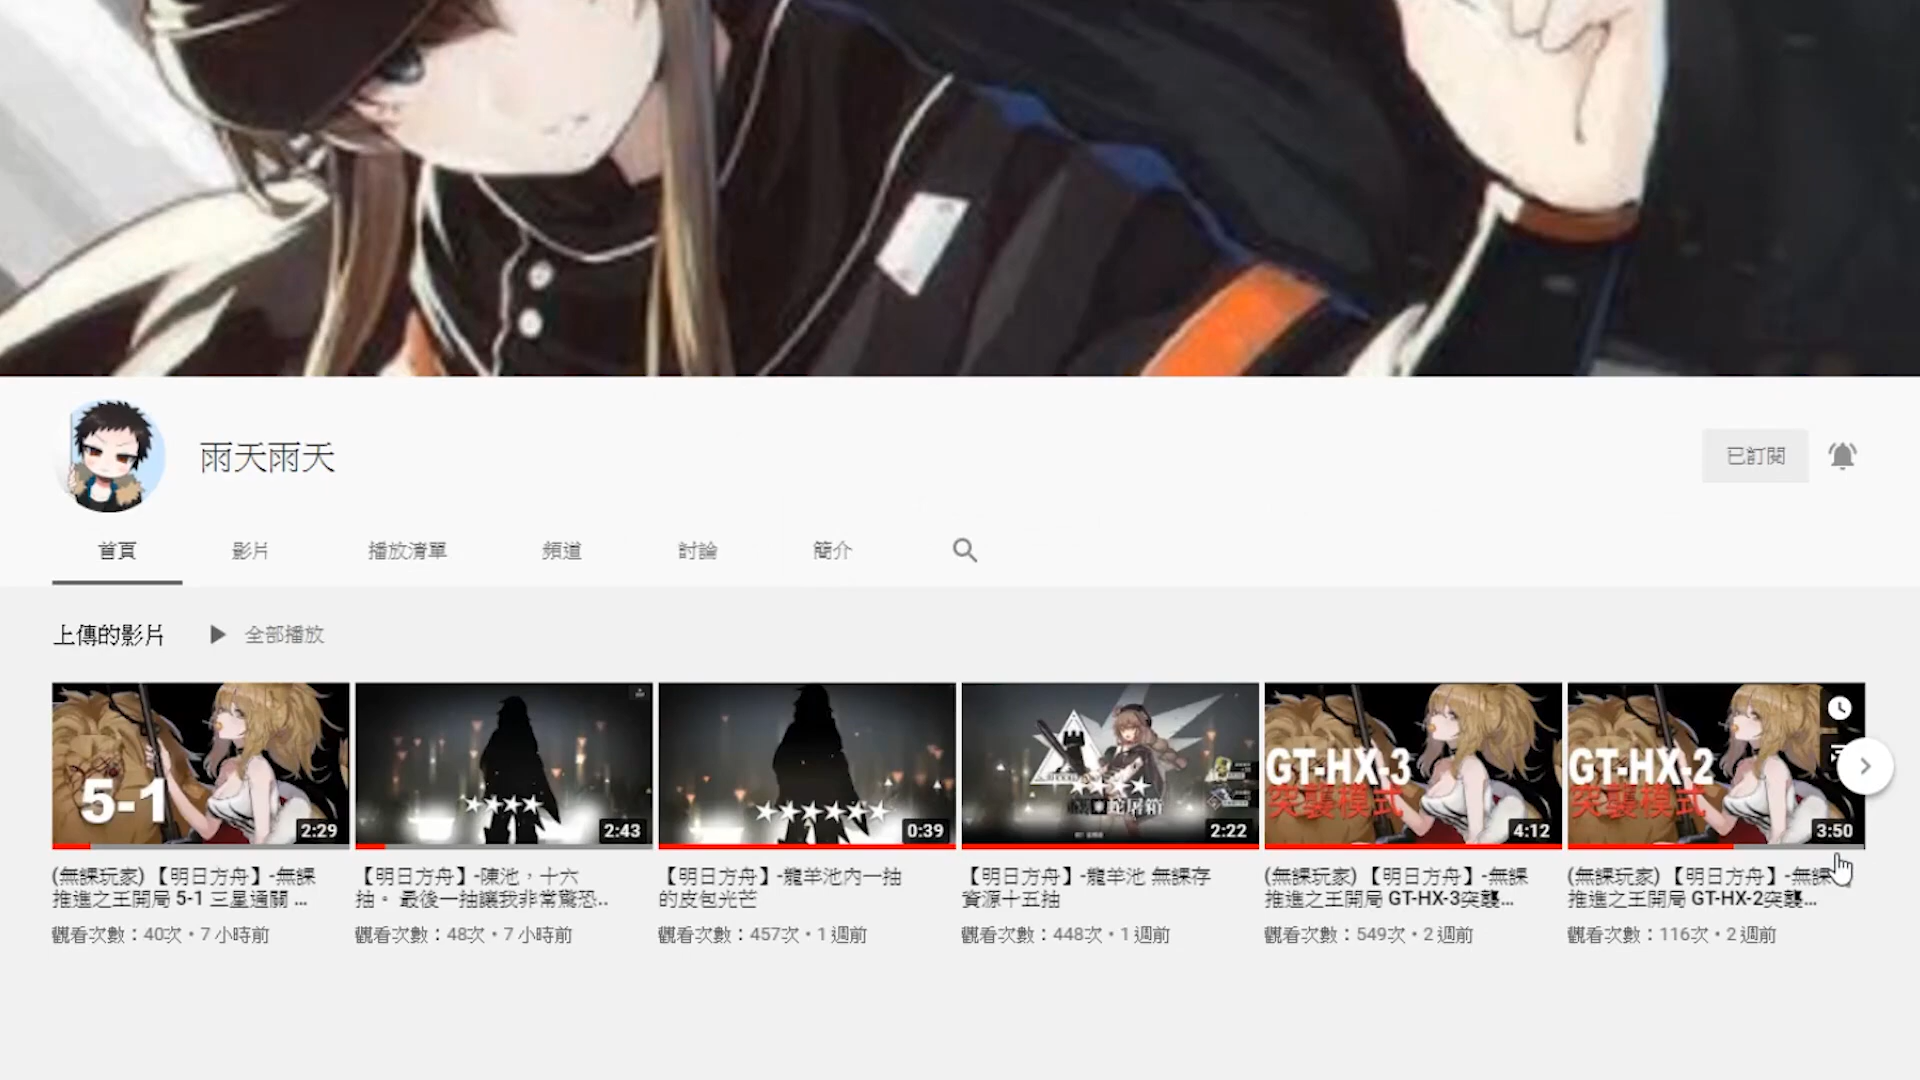 雨天雨天
已訂閱
首頁
影片
播放清單
頻道
討論
簡介
上傳的影片
全部播放
5-1
2:29
2:43
0:39
2:22
GT-HX-3
突襲模式
4:12
GT-HX-2
突襲模式
3:50
(無課玩家) 【明日方舟】-無課
推進之王開局 5-1 三星通關 ...
觀看次數：40次 • 7 小時前
【明日方舟】-陳池，十六
抽。 最後一抽讓我非常驚恐..
觀看次數：48次 • 7 小時前
【明日方舟】-龍羊池內一抽
的皮包光芒
觀看次數：457次 • 1 週前
【明日方舟】-龍羊池 無課存
資源十五抽
觀看次數：448次 • 1 週前
(無課玩家) 【明日方舟】-無課
推進之王開局 GT-HX-3突襲...
觀看次數：549次 • 2 週前
(無課玩家) 【明日方舟】-無課
推進之王開局 GT-HX-2突襲...
觀看次數：116次 • 2 週前